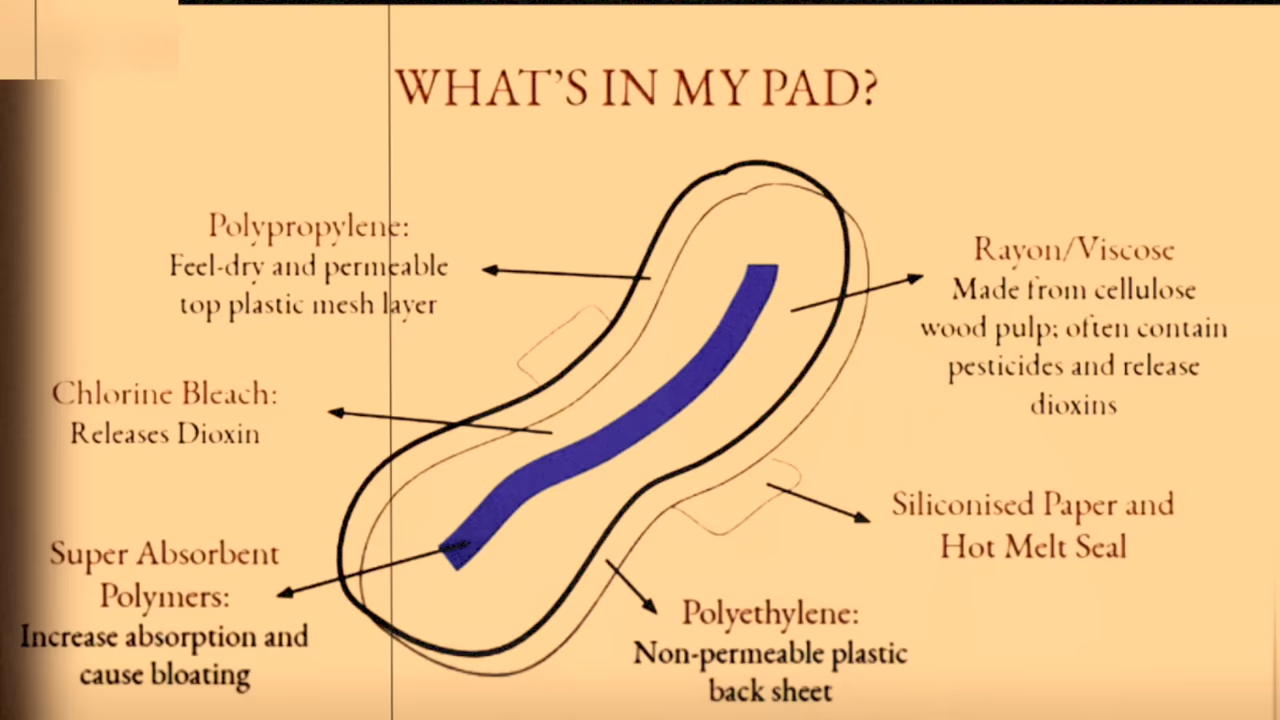 WHAT'S IN MY PAD?
Polypropylene:
Feel-dry and permeable
top plastic mesh layer
Rayon/Viscose
Made from cellulose
wood pulp; often contain
pesticides and release
dioxins
Chlorine Bleach:
Releases Dioxin
Siliconised Paper and
Hot Melt Seal
Super Absorbent
Polymers:
Increase absorption and
cause bloating
Polyethylene:
Non-permeable plastic
back sheet